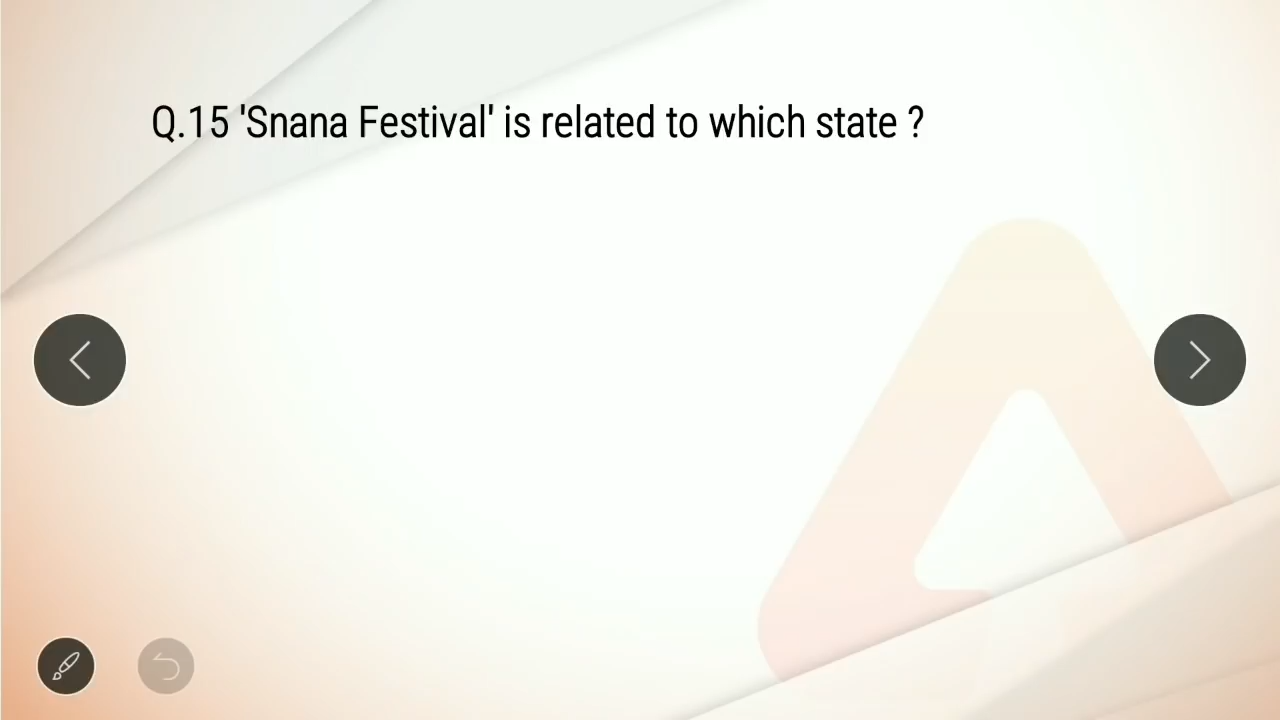 Q.15 'Snana Festival' is related to which state ?